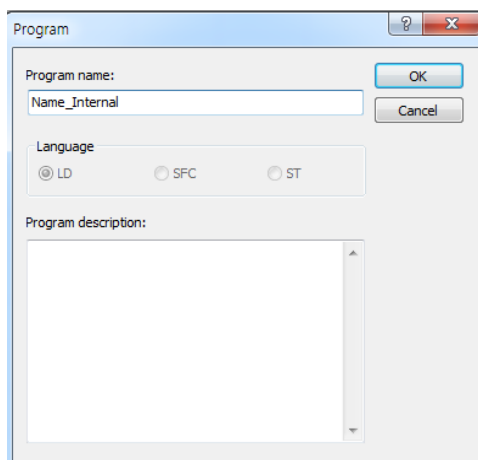 Program
?
X
Program name:
OK
Name_Internal
Cancel
Language
LD SFC ST
Program description: